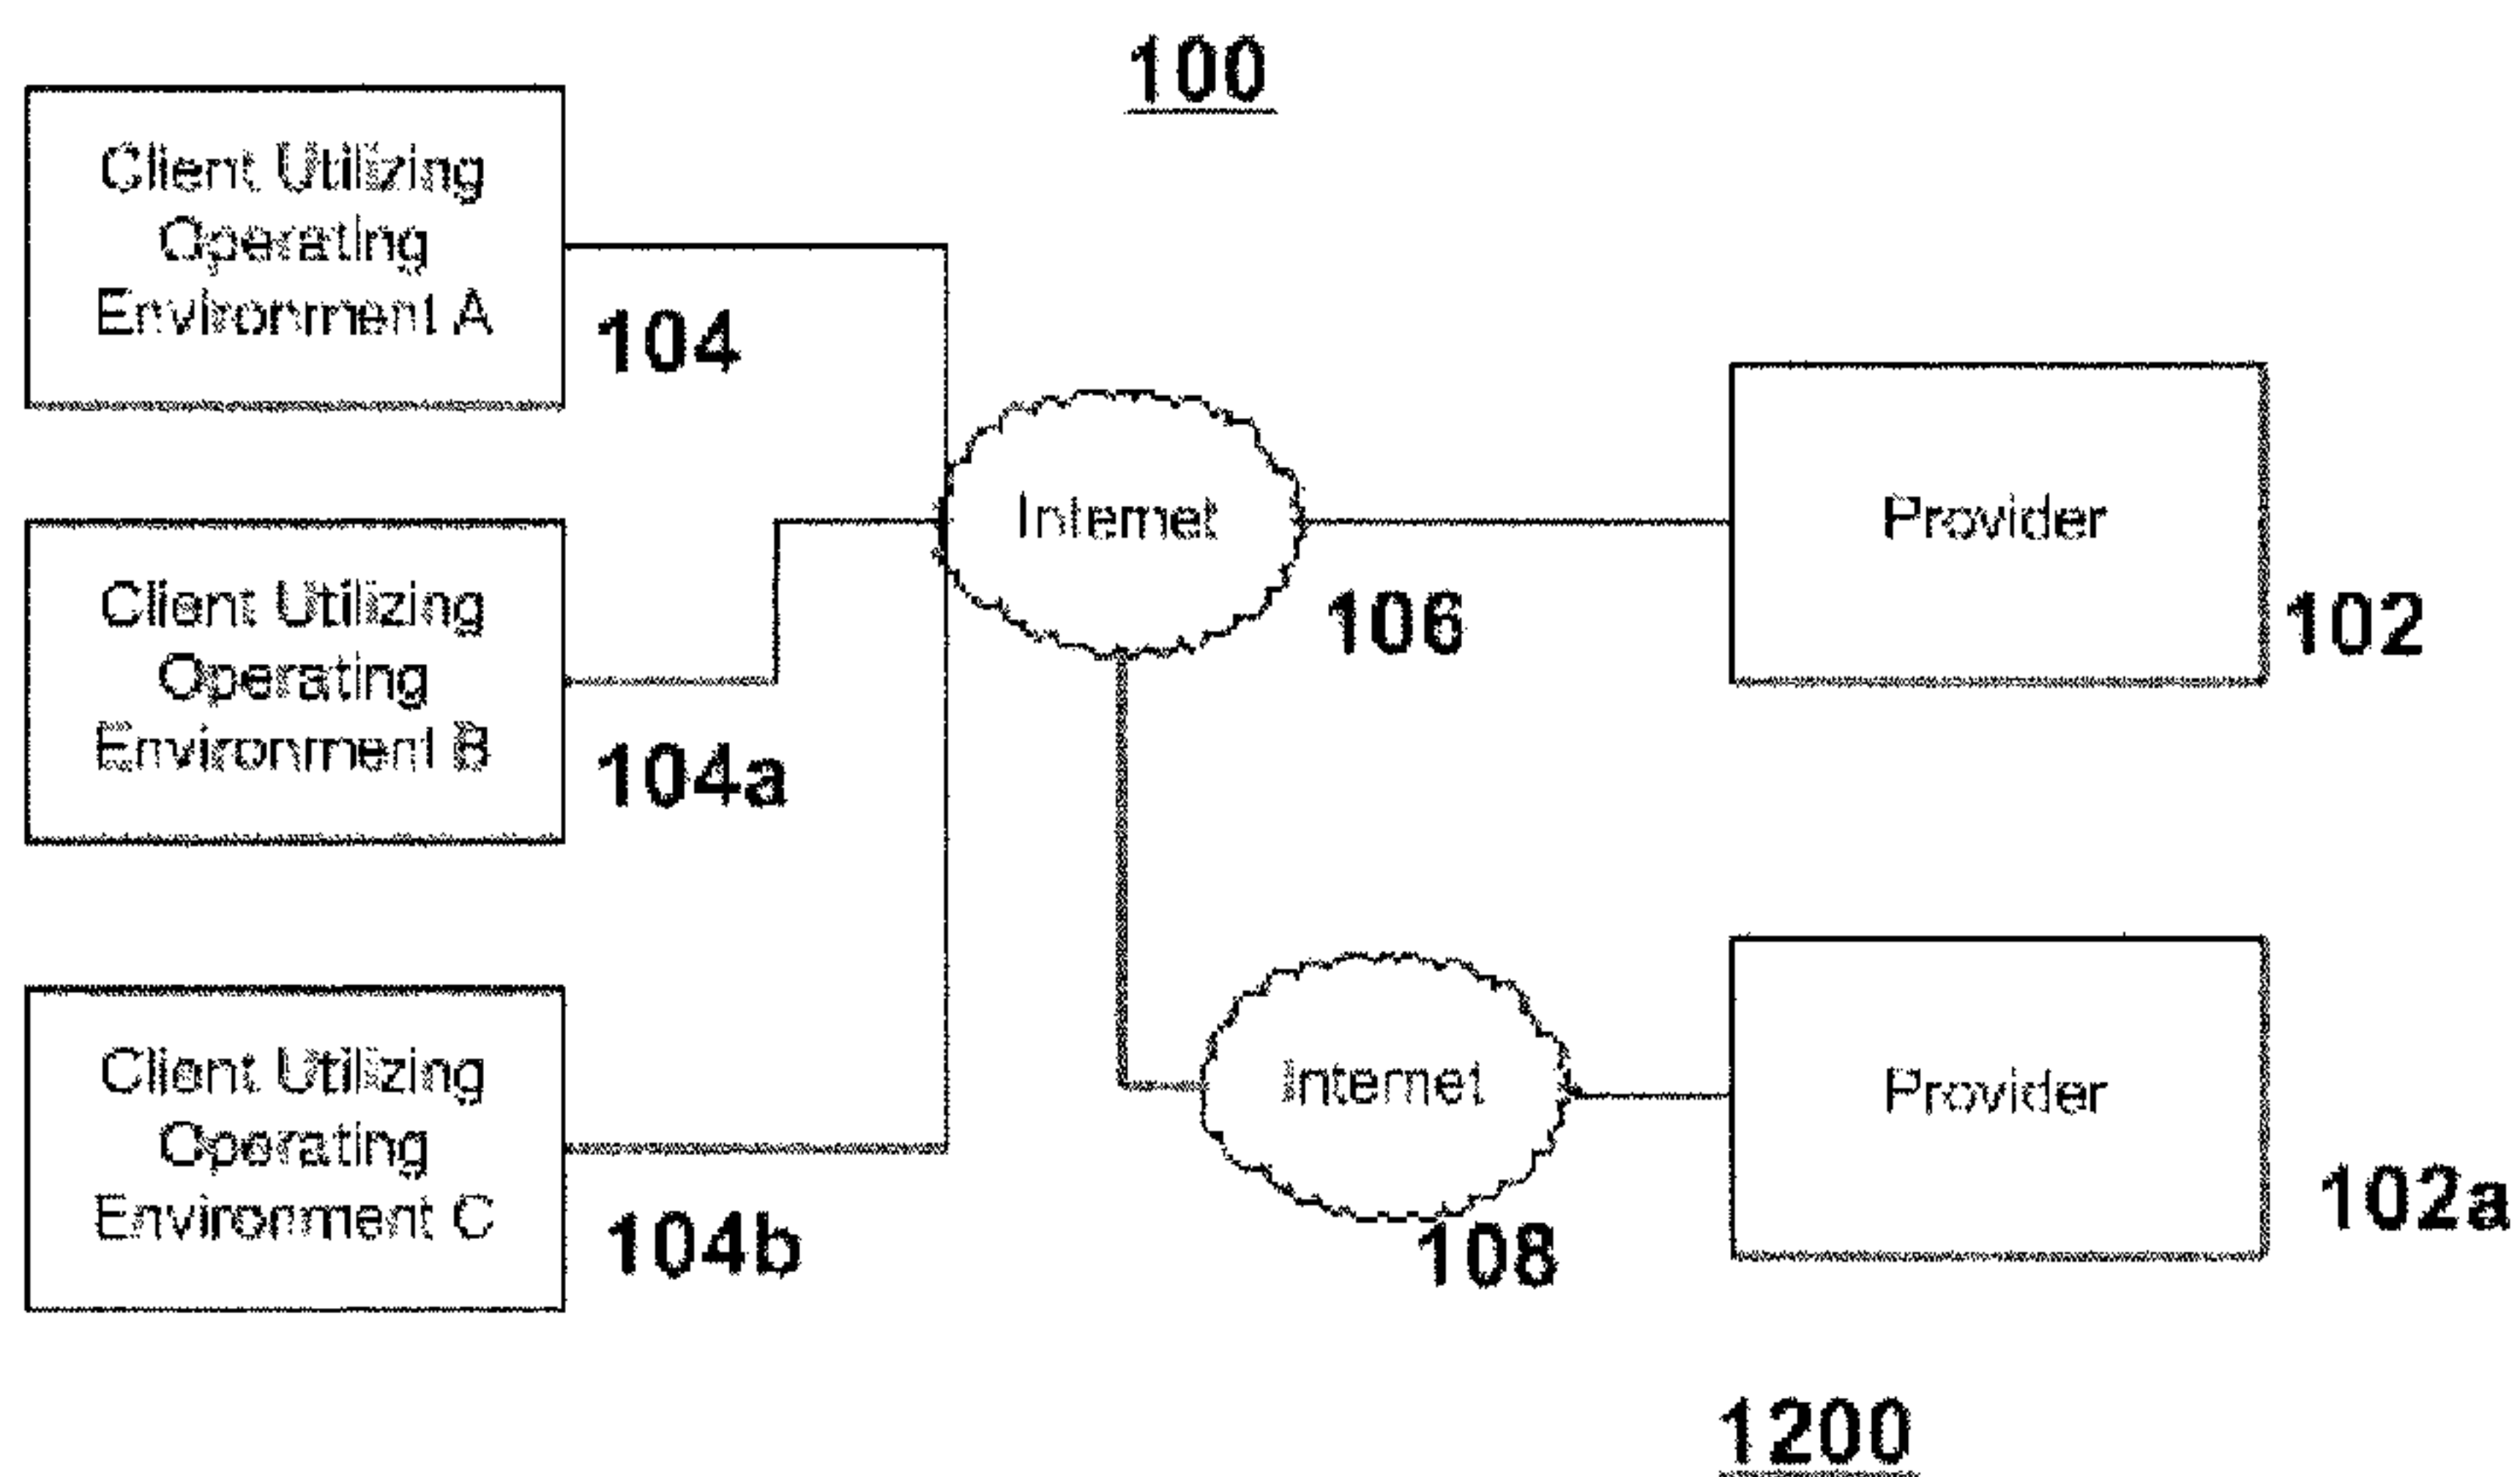 100
Client Utilizing
Operating
Environment A
104
Internet
106
Provider
102
Client Utilizing
Operating
Environment B
104a
Client Utilizing
Operating
Environment C
104b
Internet
108
Provider
102a
1200